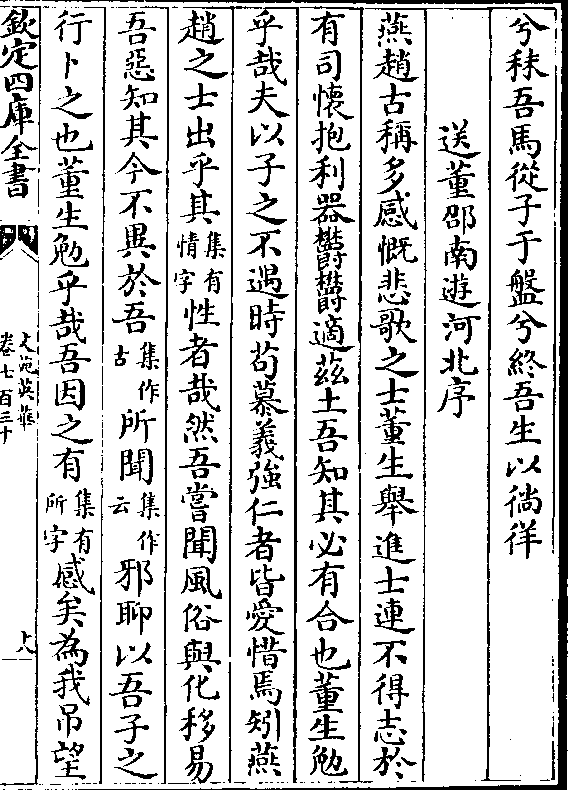 兮秣吾馬從子于盤兮終吾生以徜徉
送董邵南遊河北序
燕趙古稱多感慨悲歌之士董生舉進士連不得志於
有司懷抱利器鬱鬱適茲土吾知其必有合也董生勉
乎哉夫以子之不遇時茍慕義強仁者皆愛惜焉矧燕
趙之士出乎其集有情字性者哉然吾嘗聞風俗與化移易
吾惡知其今不異於吾集作古所聞集作云邪聊以吾子之
行卜之也董生勉乎哉吾因之有集有所字感矣為我吊望
欽定四庫全書
文苑英華
卷七百三十
十八